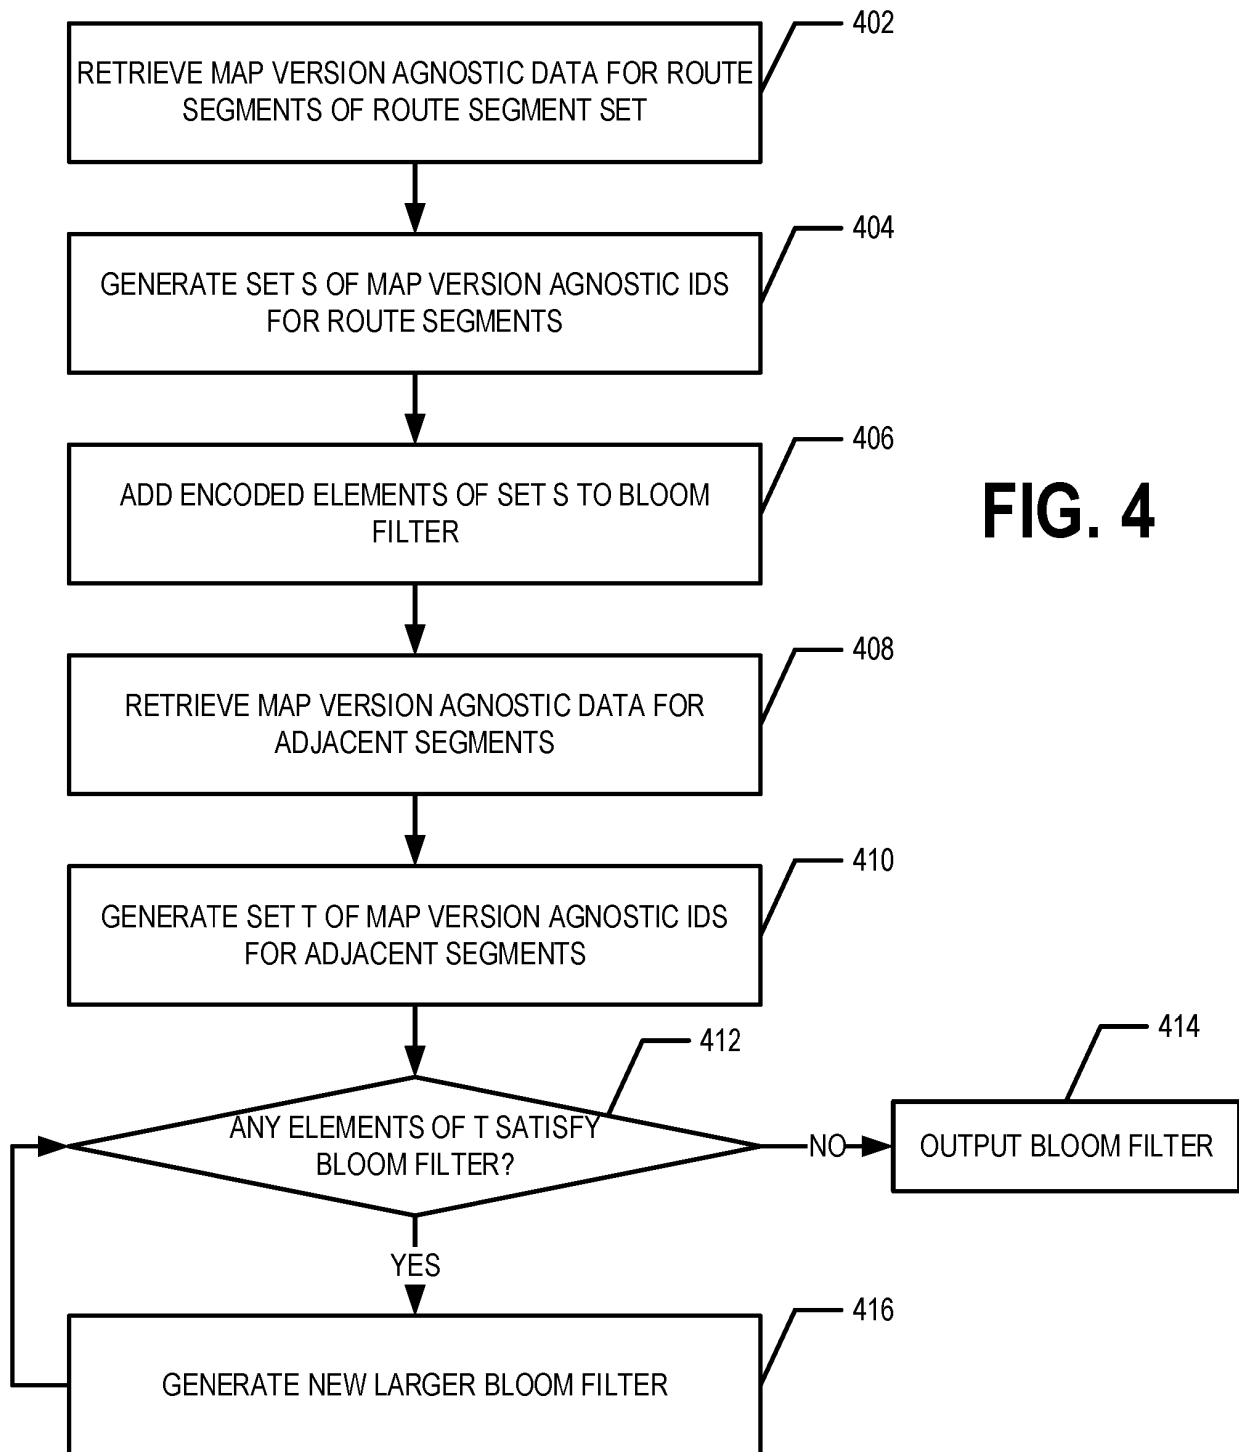 402
RETRIEVE MAP VERSION AGNOSTIC DATA FOR ROUTE
SEGMENTS OF ROUTE SEGMENT SET
404
GENERATE SET S OF MAP VERSION AGNOSTIC IDS
FOR ROUTE SEGMENTS
406
ADD ENCODED ELEMENTS OF SET S TO BLOOM
FILTER
FIG. 4
408
RETRIEVE MAP VERSION AGNOSTIC DATA FOR
ADJACENT SEGMENTS
410
GENERATE SET T OF MAP VERSION AGNOSTIC IDS
FOR ADJACENT SEGMENTS
412
414
ANY ELEMENTS OF T SATISFY
BLOOM FILTER?
NO
OUTPUT BLOOM FILTER
YES
416
GENERATE NEW LARGER BLOOM FILTER